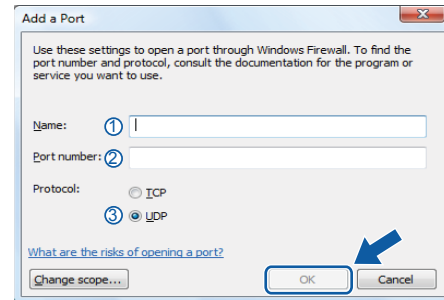 Add a Port
Use these settings to open a port through Windows Firewall. To find the
port number and protocol, consult the documentation for the program or
service you want to use.
Name: 1
Port number: 2
Protocol: TCP
3 UDP
What are the risks of opening a port?
Change scope... OK Cancel